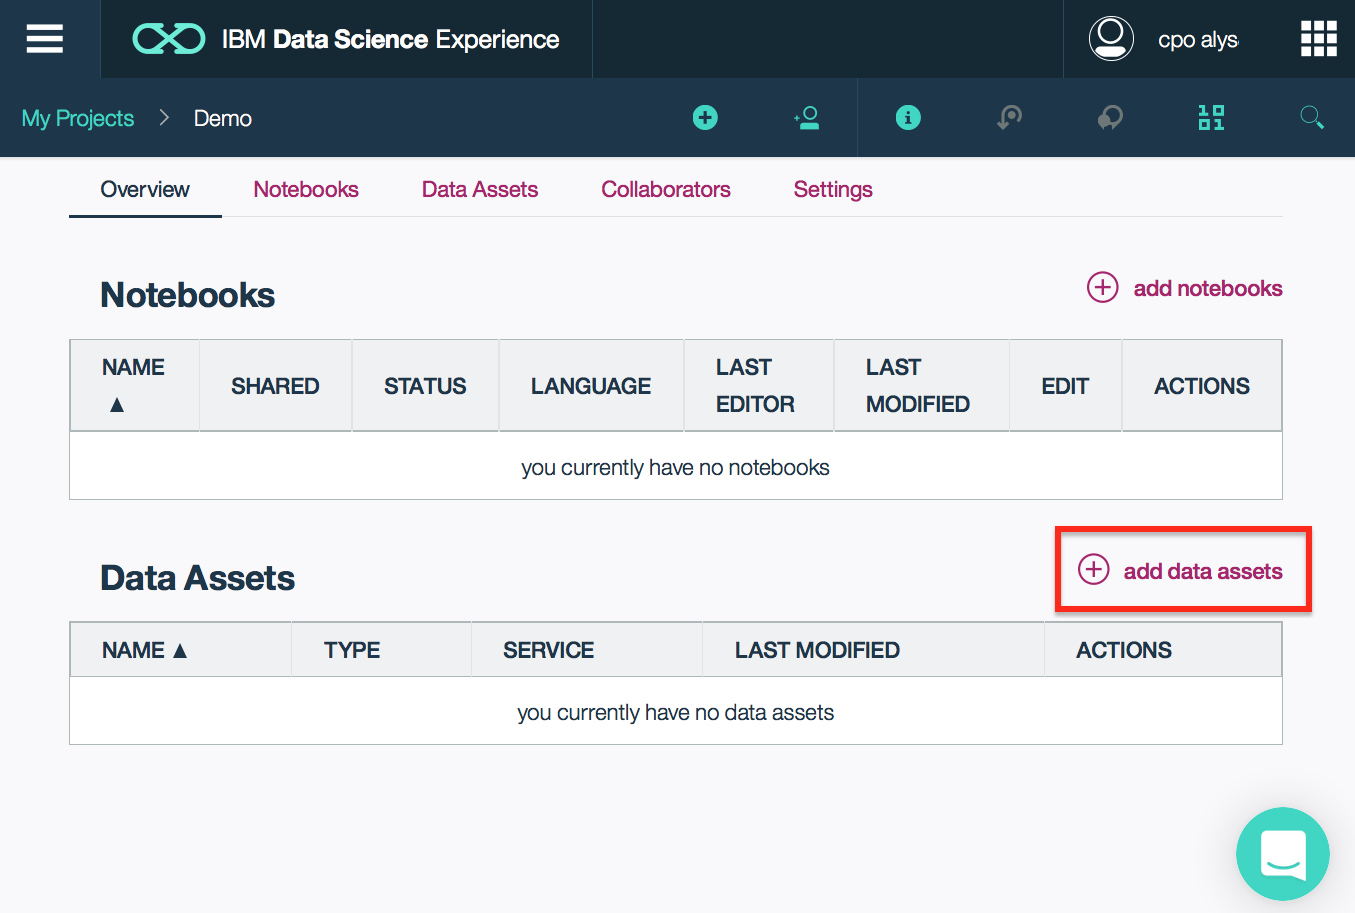 IBM Data Science Experience
cpo alys
My Projects > Demo
Overview Notebooks Data Assets Collaborators Settings
Notebooks
add notebooks
NAME ▲ SHARED STATUS LANGUAGE LAST EDITOR LAST MODIFIED EDIT ACTIONS
you currently have no notebooks
Data Assets
add data assets
NAME ▲ TYPE SERVICE LAST MODIFIED ACTIONS
you currently have no data assets